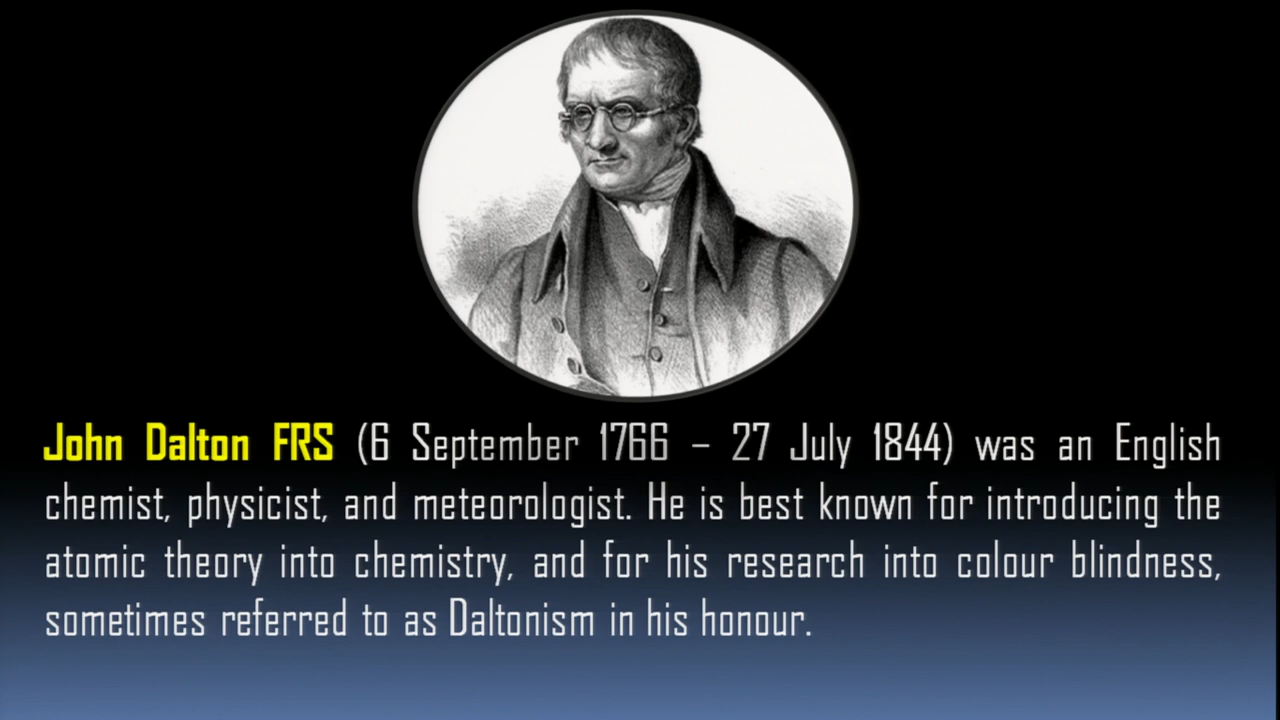 John Dalton FRS (6 September 1766 – 27 July 1844) was an English
chemist, physicist, and meteorologist. He is best known for introducing the
atomic theory into chemistry, and for his research into colour blindness,
sometimes referred to as Daltonism in his honour.